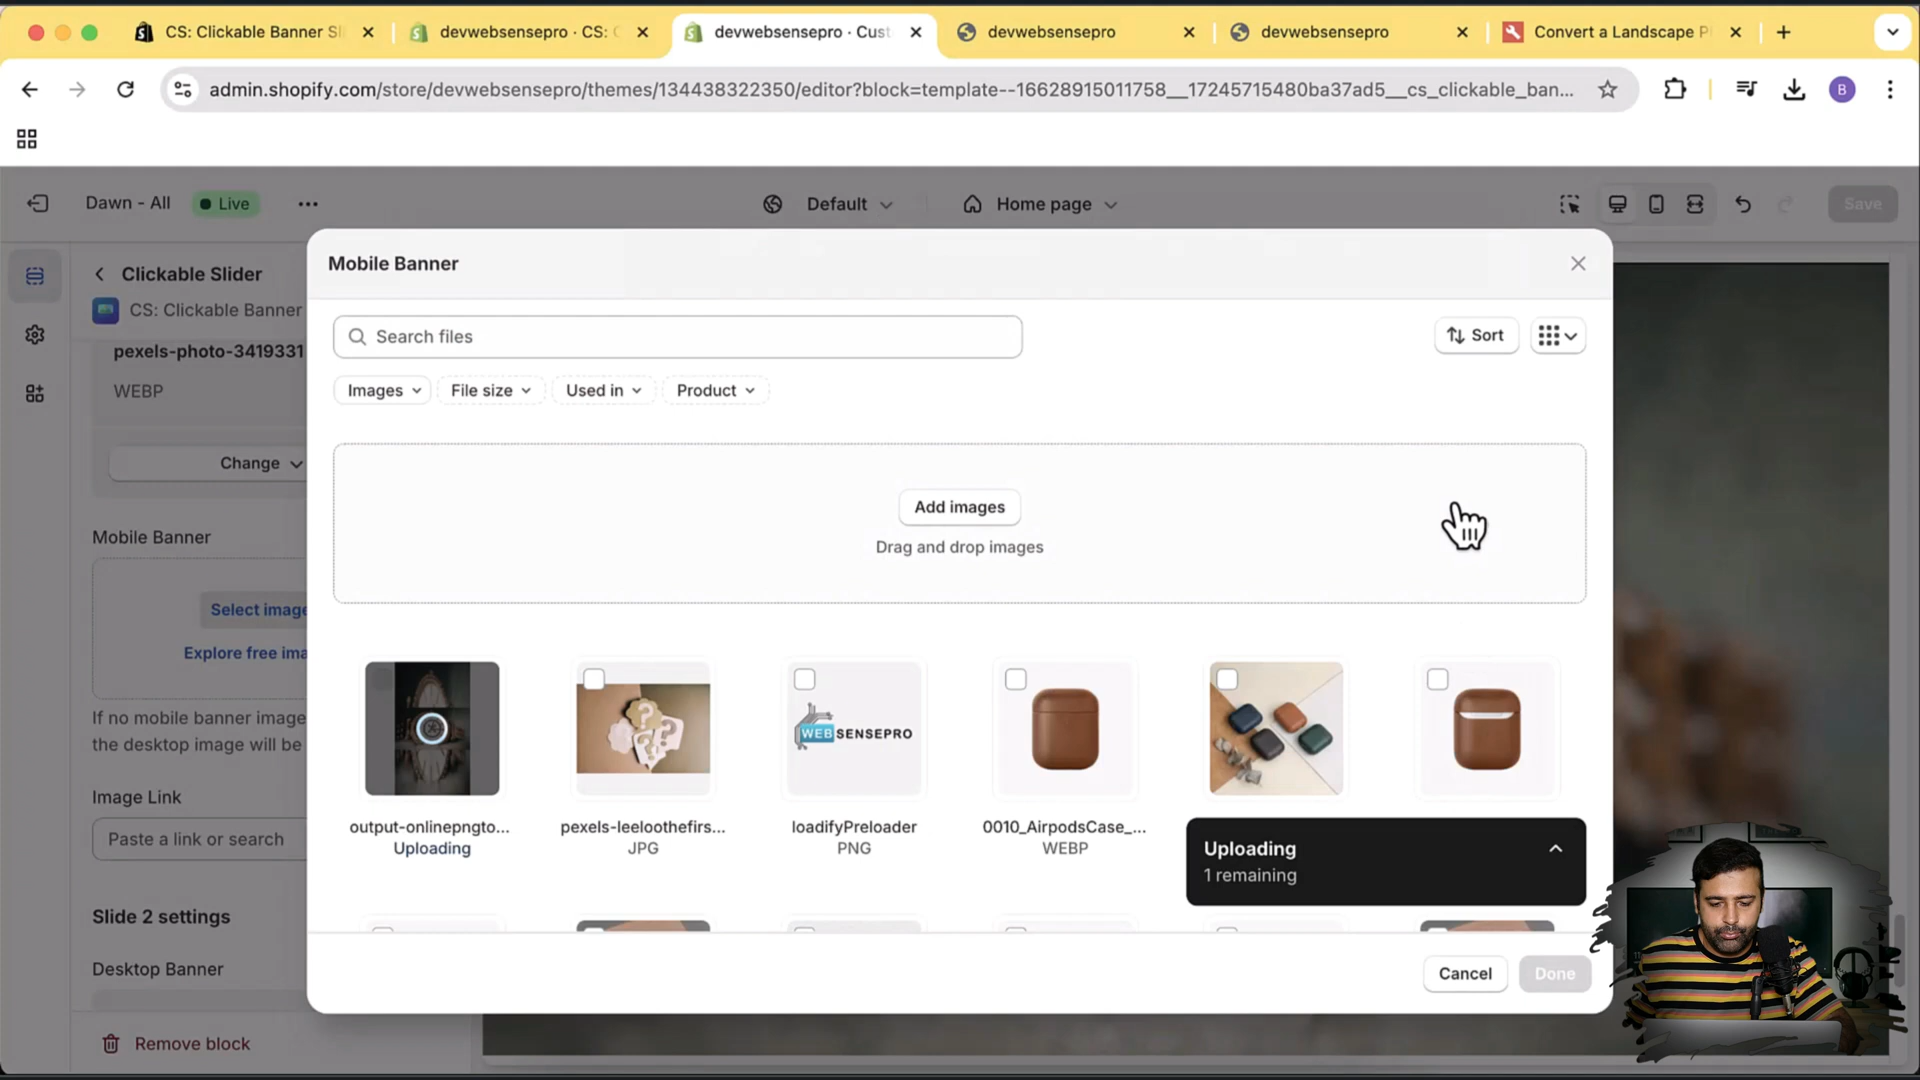 CS: Clickable Banner Sl
devwebsensepro · CS: C
devwebsensepro · Cust
devwebsensepro
devwebsensepro
Convert a Landscape P
admin.shopify.com/store/devwebsensepro/themes/134438322350/editor?block=template--16628915011758__17245715480ba37ad5__cs_clickable_ban...
B
Dawn - All
Live
Default
Home page
Save
Clickable Slider
CS: Clickable Banner
pexels-photo-3419331
WEBP
Change
Mobile Banner
Select image
Explore free ima
If no mobile banner image
the desktop image will be
Image Link
Paste a link or search
Slide 2 settings
Desktop Banner
Remove block
Mobile Banner
Search files
Sort
Images
File size
Used in
Product
Add images
Drag and drop images
WEBSENSEPRO
output-onlinepngto...
Uploading
pexels-leeloothefirs...
JPG
loadifyPreloader
PNG
0010_AirpodsCase_...
WEBP
Uploading
1 remaining
Cancel
Done